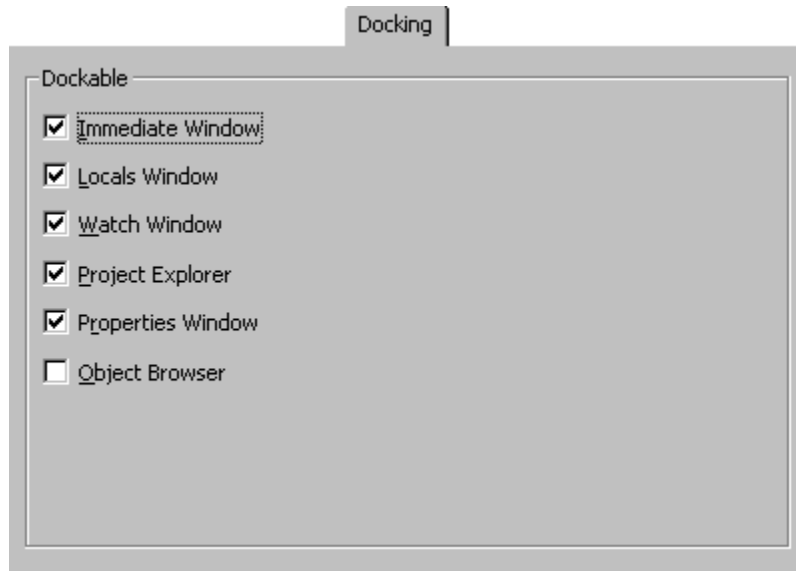 Docking
Dockable
Immediate Window
Locals Window
Watch Window
Project Explorer
Properties Window
Object Browser